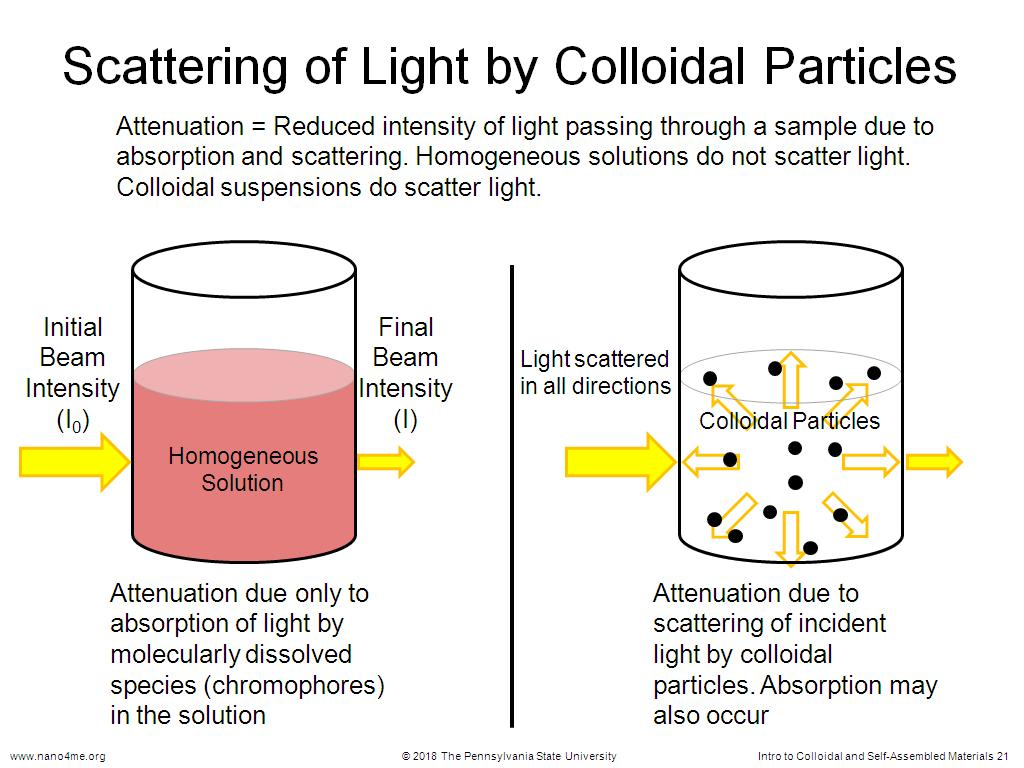 Scattering of Light by Colloidal Particles
Attenuation = Reduced intensity of light passing through a sample due to
absorption and scattering. Homogeneous solutions do not scatter light.
Colloidal suspensions do scatter light.
Initial
Beam
Intensity
(I₀)
Homogeneous
Solution
Final
Beam
Intensity
(I)
Attenuation due only to
absorption of light by
molecularly dissolved
species (chromophores)
in the solution
Light scattered
in all directions
Colloidal Particles
Attenuation due to
scattering of incident
light by colloidal
particles. Absorption may
also occur
www.nano4me.org
© 2018 The Pennsylvania State University
Intro to Colloidal and Self-Assembled Materials 21